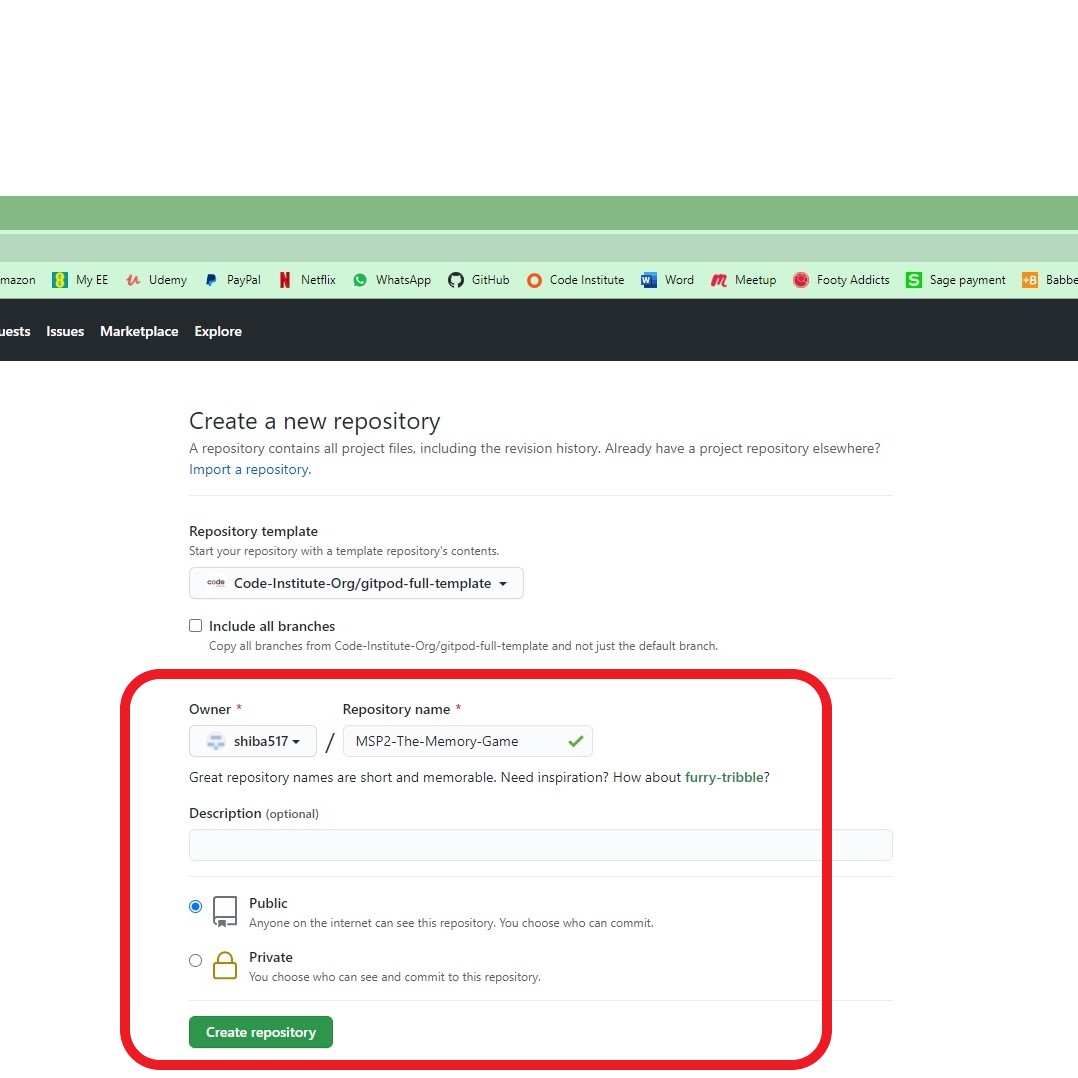 mazon My EE Udemy PayPal Netflix WhatsApp GitHub Code Institute Word Meetup Footy Addicts Sage payment Babbe
uests Issues Marketplace Explore
Create a new repository
A repository contains all project files, including the revision history. Already have a project repository elsewhere?
Import a repository.
Repository template
Start your repository with a template repository's contents.
code Code-Institute-Org/gitpod-full-template
Include all branches
Copy all branches from Code-Institute-Org/gitpod-full-template and not just the default branch.
Owner * Repository name *
shiba517 / MSP2-The-Memory-Game
Great repository names are short and memorable. Need inspiration? How about furry-tribble?
Description (optional)
Public
Anyone on the internet can see this repository. You choose who can commit.
Private
You choose who can see and commit to this repository.
Create repository